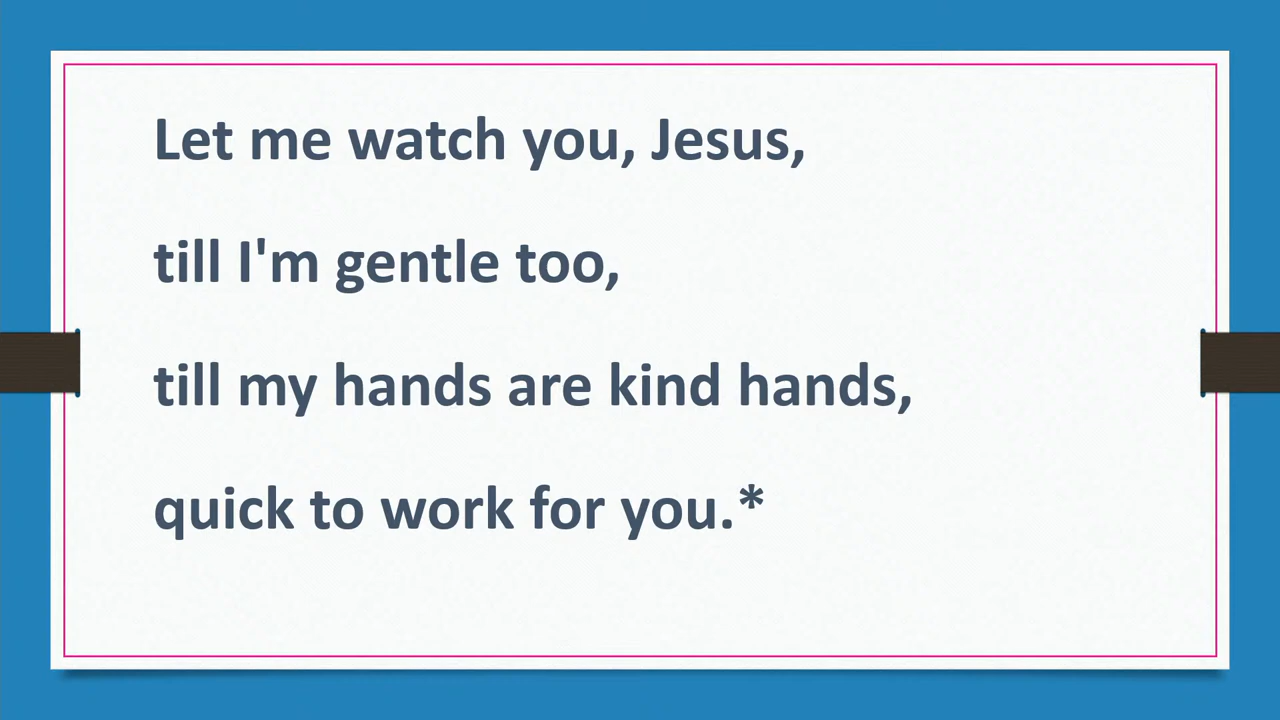 Let me watch you, Jesus,
till I'm gentle too,
till my hands are kind hands,
quick to work for you.*